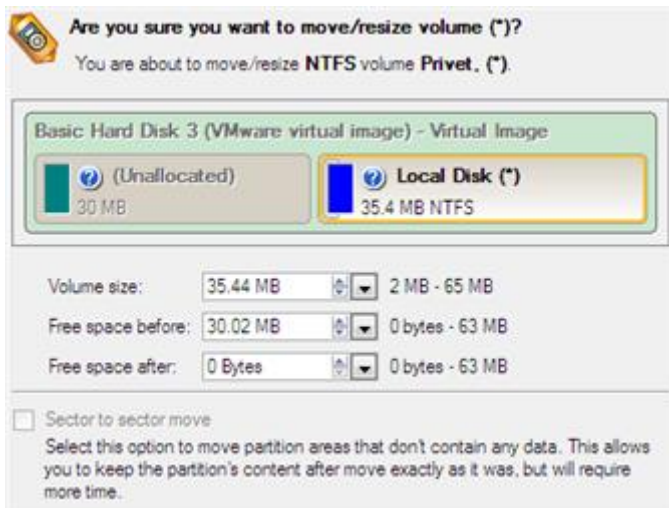 Are you sure you want to move/resize volume (*)?
You are about to move/resize NTFS volume Privet, (*).
Basic Hard Disk 3 (VMware virtual image) - Virtual Image
(Unallocated)
30 MB
Local Disk (*)
35.4 MB NTFS
Volume size: 35.44 MB 2 MB - 65 MB
Free space before: 30.02 MB 0 bytes - 63 MB
Free space after: 0 Bytes 0 bytes - 63 MB
Sector to sector move
Select this option to move partition areas that don't contain any data. This allows
you to keep the partition's content after move exactly as it was, but will require
more time.